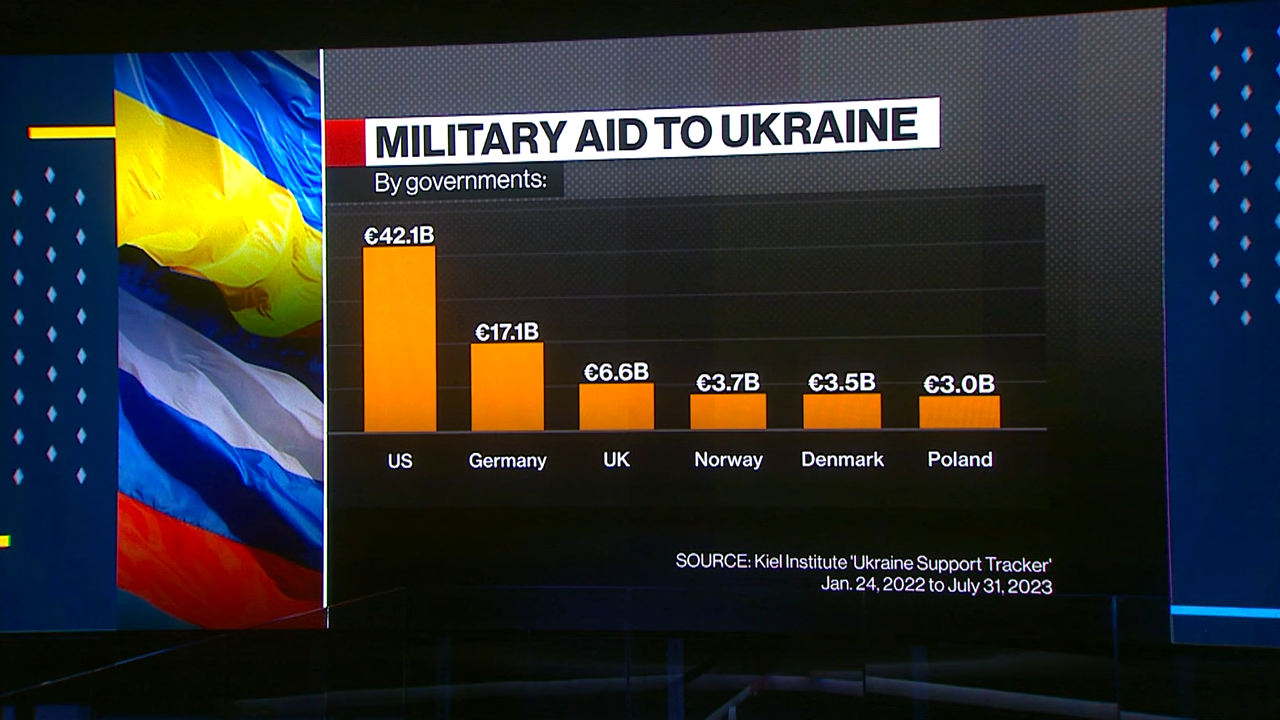 MILITARY AID TO UKRAINE
By governments:
€42.1B
€17.1B
€6.6B
€3.7B
€3.5B
€3.0B
US
Germany
UK
Norway
Denmark
Poland
SOURCE: Kiel Institute 'Ukraine Support Tracker'
Jan. 24, 2022 to July 31, 2023